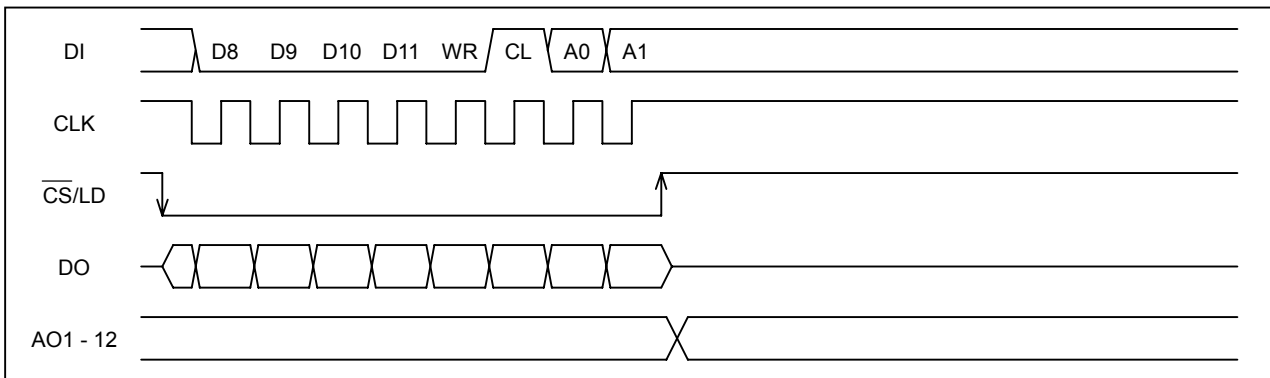 DI D8 D9 D10 D11 WR CL A0 A1
CLK
CS/LD
DO
AO1 - 12